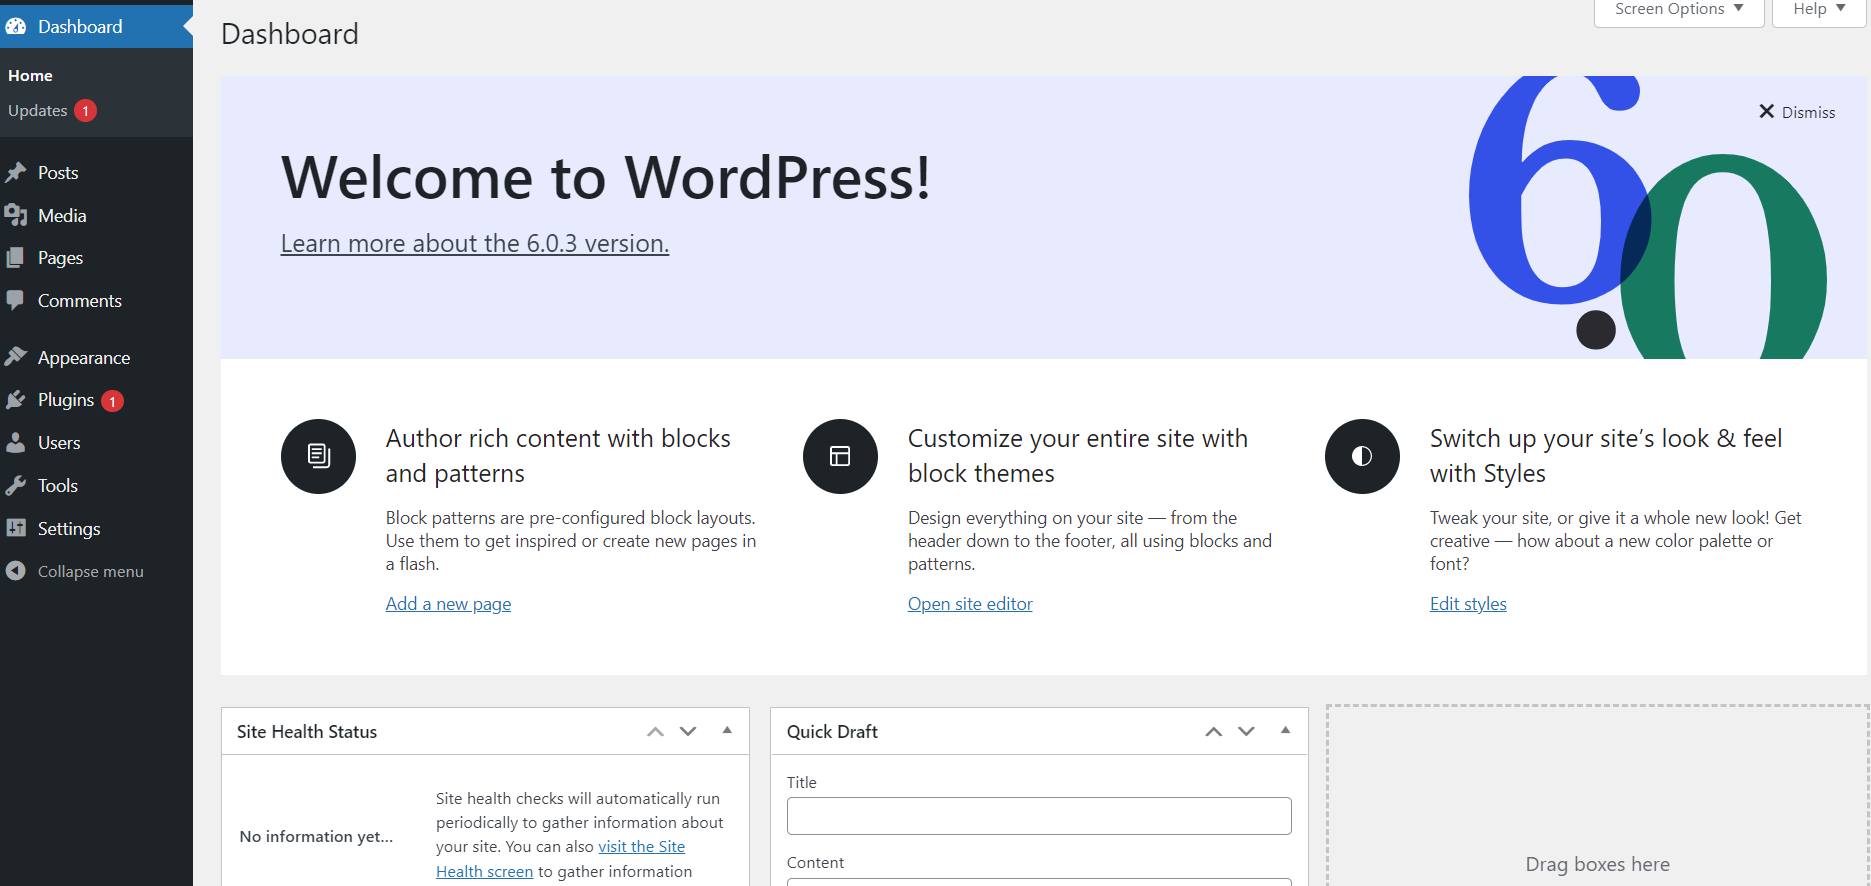 Dashboard
Home
Updates 1
Posts
Media
Pages
Comments
Appearance
Plugins 1
Users
Tools
Settings
Collapse menu
Screen Options
Help
Dashboard
Dismiss
6.0
Welcome to WordPress!
Learn more about the 6.0.3 version.
Author rich content with blocks
and patterns
Block patterns are pre-configured block layouts.
Use them to get inspired or create new pages in
a flash.
Add a new page
Customize your entire site with
block themes
Design everything on your site — from the
header down to the footer, all using blocks and
patterns.
Open site editor
Switch up your site’s look & feel
with Styles
Tweak your site, or give it a whole new look! Get
creative — how about a new color palette or
font?
Edit styles
Site Health Status
No information yet...
Site health checks will automatically run
periodically to gather information about
your site. You can also visit the Site
Health screen to gather information
Quick Draft
Title
Content
Drag boxes here